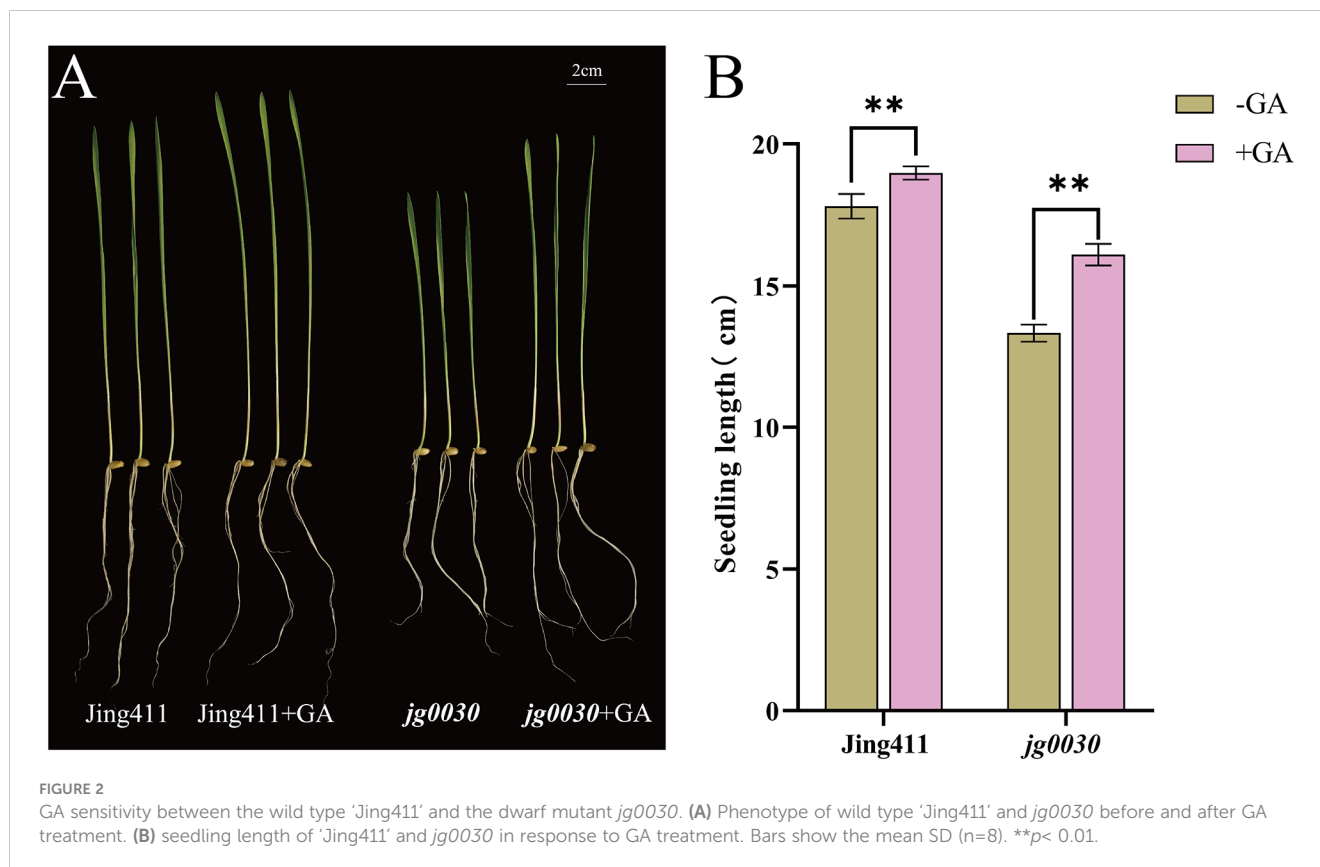 A
2cm
Jing411 Jing411+GA jg0030 jg0030+GA
B
-GA
+GA
**
**
Seedling length( cm)
20
15
10
5
0
Jing411 jg0030
FIGURE 2
GA sensitivity between the wild type ‘Jing411’ and the dwarf mutant jg0030. (A) Phenotype of wild type ‘Jing411’ and jg0030 before and after GA
treatment. (B) seedling length of ‘Jing411’ and jg0030 in response to GA treatment. Bars show the mean SD (n=8). **p< 0.01.